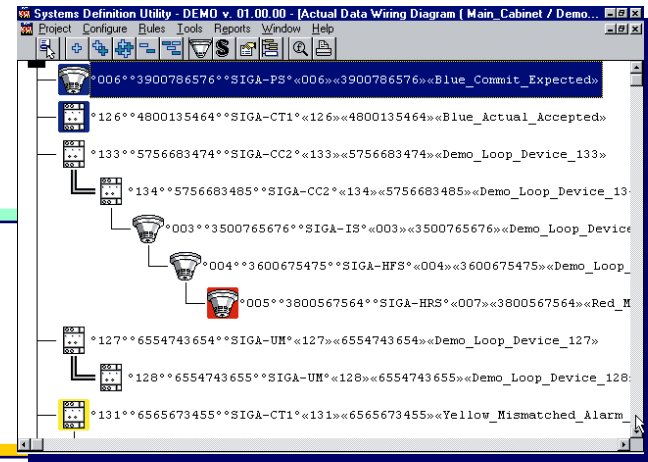 Systems Definition Utility - DEMO v. 01.00.00 - [Actual Data Wiring Diagram ( Main_Cabinet / Demo...
Project Configure Rules Tools Reports Window Help
S
°006°°3900786576°°SIGA-PS°«006»«3900786576»«Blue_Commit_Expected»
°126°°4800135464°°SIGA-CT1°«126»«4800135464»«Blue_Actual_Accepted»
°133°°5756683474°°SIGA-CC2°«133»«5756683474»«Demo_Loop_Device_133»
°134°°5756683485°°SIGA-CC2°«134»«5756683485»«Demo_Loop_Device_13
°003°°3500765676°°SIGA-IS°«003»«3500765676»«Demo_Loop_Device
°004°°3600675475°°SIGA-HFS°«004»«3600675475»«Demo_Loop_
°005°°3800567564°°SIGA-HRS°«007»«3800567564»«Red_M
°127°°6554743654°°SIGA-UM°«127»«6554743654»«Demo_Loop_Device_127»
°128°°6554743655°°SIGA-UM°«128»«6554743655»«Demo_Loop_Device_128
°131°°6565673455°°SIGA-CT1°«131»«6565673455»«Yellow_Mismatched_Alarm_